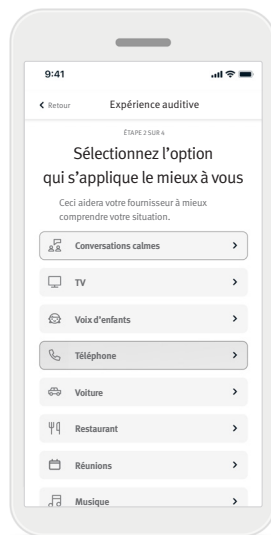 9:41
Retour Expérience auditive
ÉTAPE 2 SUR 4
Sélectionnez l’option
qui s’applique le mieux à vous
Ceci aidera votre fournisseur à mieux
comprendre votre situation.
Conversations calmes
TV
Voix d’enfants
Téléphone
Voiture
Restaurant
Réunions
Musique